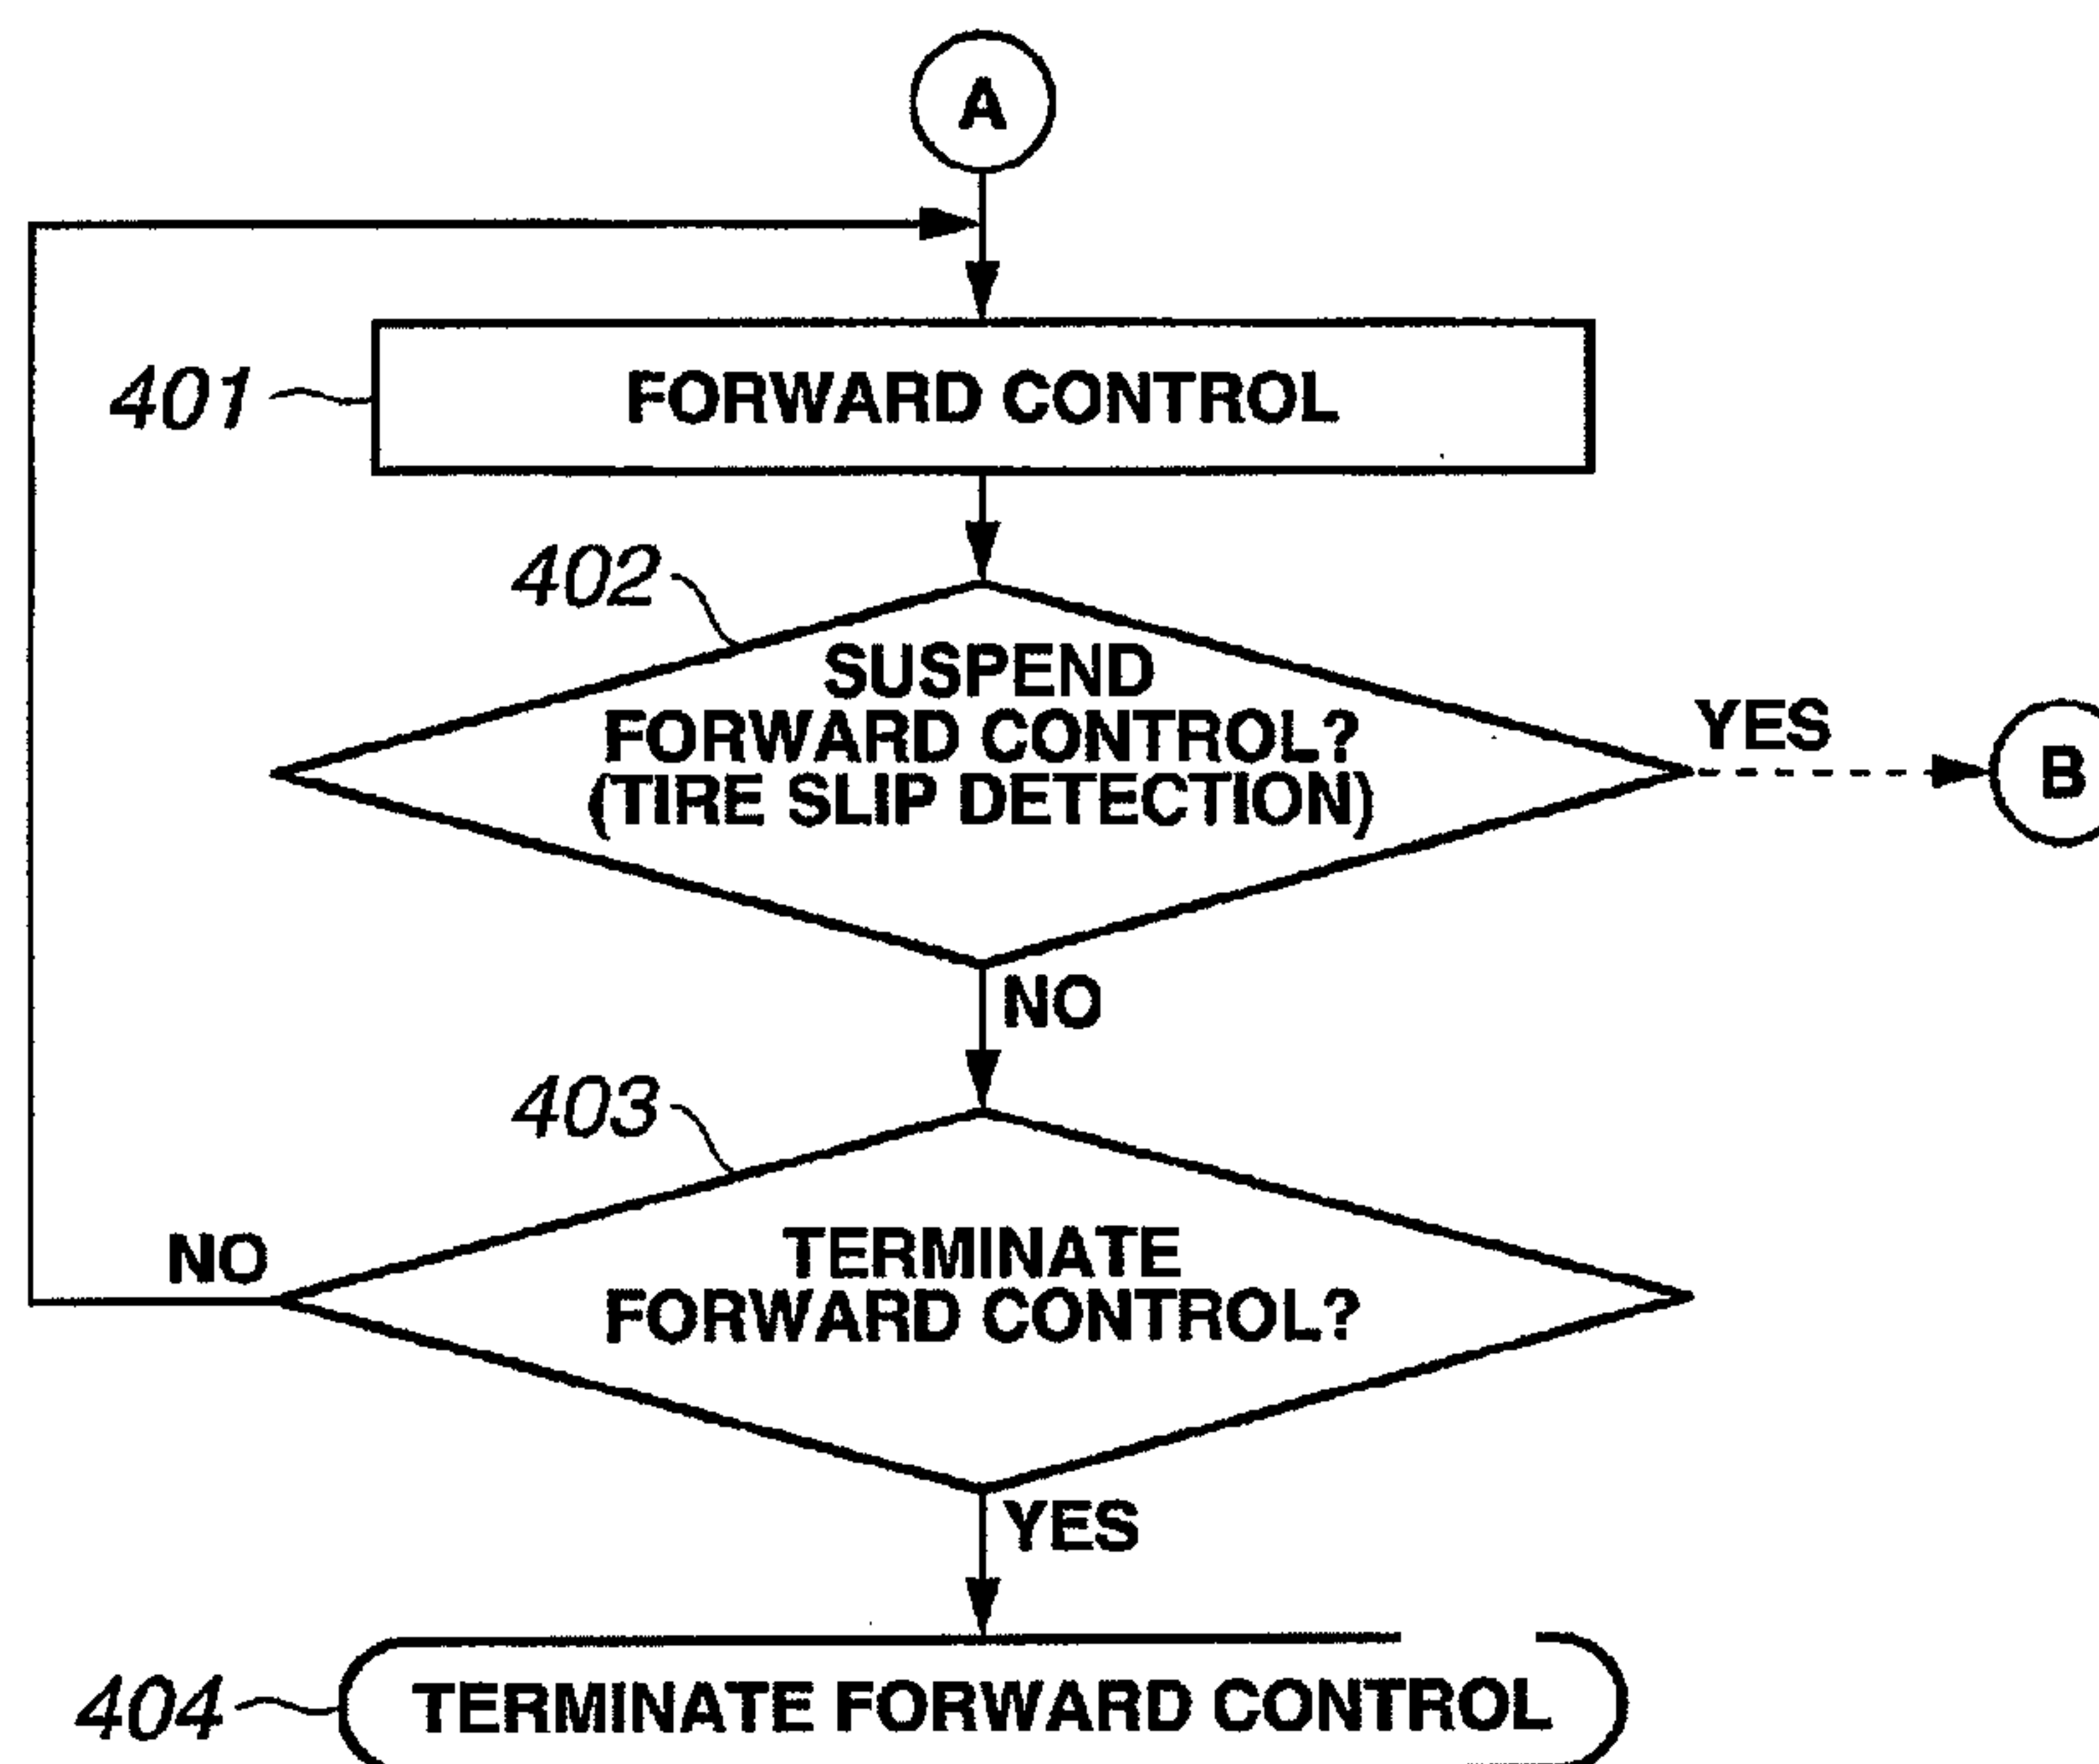 A
401
FORWARD CONTROL
402
SUSPEND
FORWARD CONTROL?
(TIRE SLIP DETECTION)
YES
B
NO
403
TERMINATE
FORWARD CONTROL?
NO
YES
404
TERMINATE FORWARD CONTROL